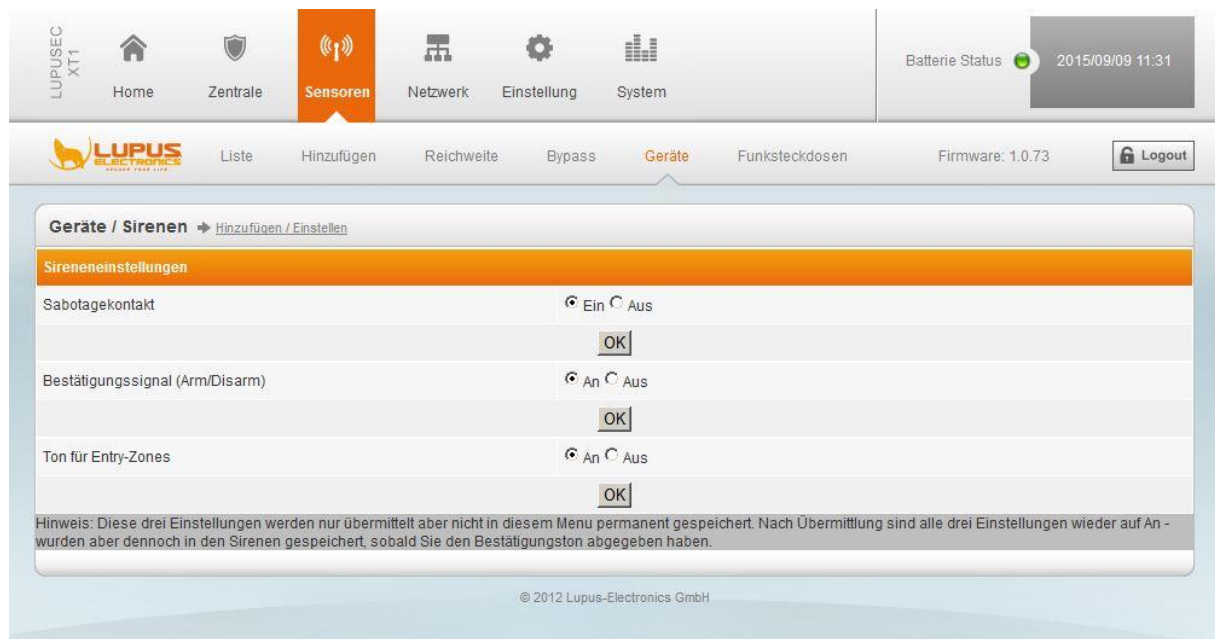 LUPUSEC
XT1
Home
Zentrale
Sensoren
Netzwerk
Einstellung
System
Batterie Status
2015/09/09 11:31
LUPUS
ELECTRONICS
Liste
Hinzufügen
Reichweite
Bypass
Geräte
Funksteckdosen
Firmware: 1.0.73
Logout
Geräte / Sirenen Hinzufügen / Einstellen
Sireneneinstellungen
Sabotagekontakt
Ein Aus
OK
Bestätigungssignal (Arm/Disarm)
An Aus
OK
Ton für Entry-Zones
An Aus
OK
Hinweis: Diese drei Einstellungen werden nur übermittelt aber nicht in diesem Menu permanent gespeichert. Nach Übermittlung sind alle drei Einstellungen wieder auf An -
wurden aber dennoch in den Sirenen gespeichert, sobald Sie den Bestätigungston abgegeben haben.
© 2012 Lupus-Electronics GmbH